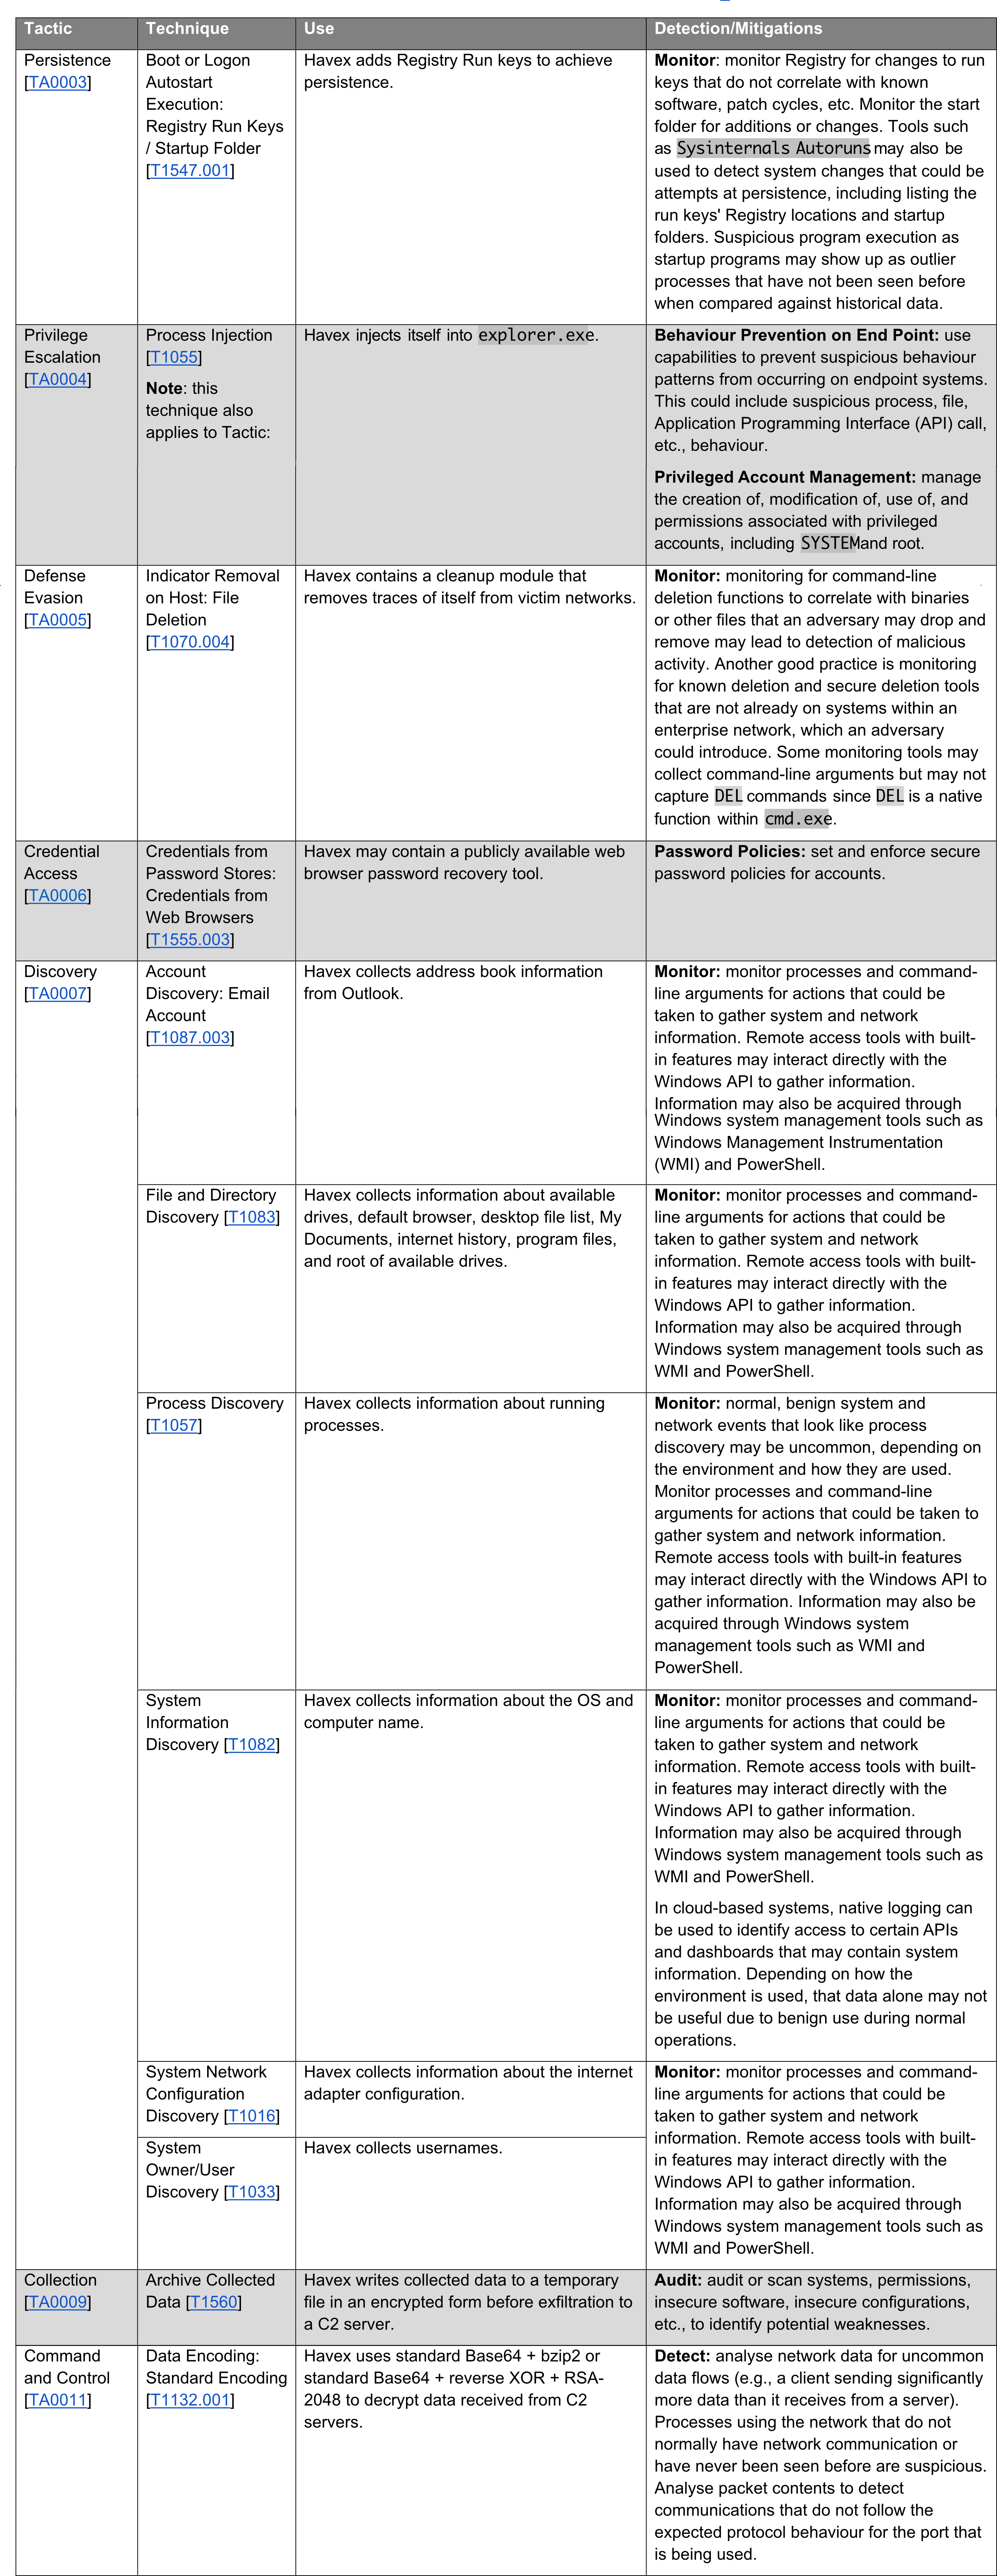 Tactic Technique Use Detection/Mitigations
Persistence
[TA0003]
Boot or Logon
Autostart
Execution:
Registry Run Keys
/ Startup Folder
[T1547.001]
Havex adds Registry Run keys to achieve
persistence.
Monitor: monitor Registry for changes to run
keys that do not correlate with known
software, patch cycles, etc. Monitor the start
folder for additions or changes. Tools such
as Sysinternals Autoruns may also be
used to detect system changes that could be
attempts at persistence, including listing the
run keys' Registry locations and startup
folders. Suspicious program execution as
startup programs may show up as outlier
processes that have not been seen before
when compared against historical data.
Privilege
Escalation
[TA0004]
Process Injection
[T1055]
Note: this
technique also
applies to Tactic:
Havex injects itself into explorer.exe.
Behaviour Prevention on End Point: use
capabilities to prevent suspicious behaviour
patterns from occurring on endpoint systems.
This could include suspicious process, file,
Application Programming Interface (API) call,
etc., behaviour.
Privileged Account Management: manage
the creation of, modification of, use of, and
permissions associated with privileged
accounts, including SYSTEM and root.
Defense
Evasion
[TA0005]
Indicator Removal
on Host: File
Deletion
[T1070.004]
Havex contains a cleanup module that
removes traces of itself from victim networks.
Monitor: monitoring for command-line
deletion functions to correlate with binaries
or other files that an adversary may drop and
remove may lead to detection of malicious
activity. Another good practice is monitoring
for known deletion and secure deletion tools
that are not already on systems within an
enterprise network, which an adversary
could introduce. Some monitoring tools may
collect command-line arguments but may not
capture DEL commands since DEL is a native
function within cmd.exe.
Credential
Access
[TA0006]
Credentials from
Password Stores:
Credentials from
Web Browsers
[T1555.003]
Havex may contain a publicly available web
browser password recovery tool.
Password Policies: set and enforce secure
password policies for accounts.
Discovery
[TA0007]
Account
Discovery: Email
Account
[T1087.003]
Havex collects address book information
from Outlook.
Monitor: monitor processes and command-
line arguments for actions that could be
taken to gather system and network
information. Remote access tools with built-
in features may interact directly with the
Windows API to gather information.
Information may also be acquired through
Windows system management tools such as
Windows Management Instrumentation
(WMI) and PowerShell.
File and Directory
Discovery [T1083]
Havex collects information about available
drives, default browser, desktop file list, My
Documents, internet history, program files,
and root of available drives.
Monitor: monitor processes and command-
line arguments for actions that could be
taken to gather system and network
information. Remote access tools with built-
in features may interact directly with the
Windows API to gather information.
Information may also be acquired through
Windows system management tools such as
WMI and PowerShell.
Process Discovery
[T1057]
Havex collects information about running
processes.
Monitor: normal, benign system and
network events that look like process
discovery may be uncommon, depending on
the environment and how they are used.
Monitor processes and command-line
arguments for actions that could be taken to
gather system and network information.
Remote access tools with built-in features
may interact directly with the Windows API to
gather information. Information may also be
acquired through Windows system
management tools such as WMI and
PowerShell.
System
Information
Discovery [T1082]
Havex collects information about the OS and
computer name.
Monitor: monitor processes and command-
line arguments for actions that could be
taken to gather system and network
information. Remote access tools with built-
in features may interact directly with the
Windows API to gather information.
Information may also be acquired through
Windows system management tools such as
WMI and PowerShell.
In cloud-based systems, native logging can
be used to identify access to certain APIs
and dashboards that may contain system
information. Depending on how the
environment is used, that data alone may not
be useful due to benign use during normal
operations.
System Network
Configuration
Discovery [T1016]
Havex collects information about the internet
adapter configuration.
Monitor: monitor processes and command-
line arguments for actions that could be
taken to gather system and network
information. Remote access tools with built-
in features may interact directly with the
Windows API to gather information.
Information may also be acquired through
Windows system management tools such as
WMI and PowerShell.
System
Owner/User
Discovery [T1033]
Havex collects usernames.
Collection
[TA0009]
Archive Collected
Data [T1560]
Havex writes collected data to a temporary
file in an encrypted form before exfiltration to
a C2 server.
Audit: audit or scan systems, permissions,
insecure software, insecure configurations,
etc., to identify potential weaknesses.
Command
and Control
[TA0011]
Data Encoding:
Standard Encoding
[T1132.001]
Havex uses standard Base64 + bzip2 or
standard Base64 + reverse XOR + RSA-
2048 to decrypt data received from C2
servers.
Detect: analyse network data for uncommon
data flows (e.g., a client sending significantly
more data than it receives from a server).
Processes using the network that do not
normally have network communication or
have never been seen before are suspicious.
Analyse packet contents to detect
communications that do not follow the
expected protocol behaviour for the port that
is being used.